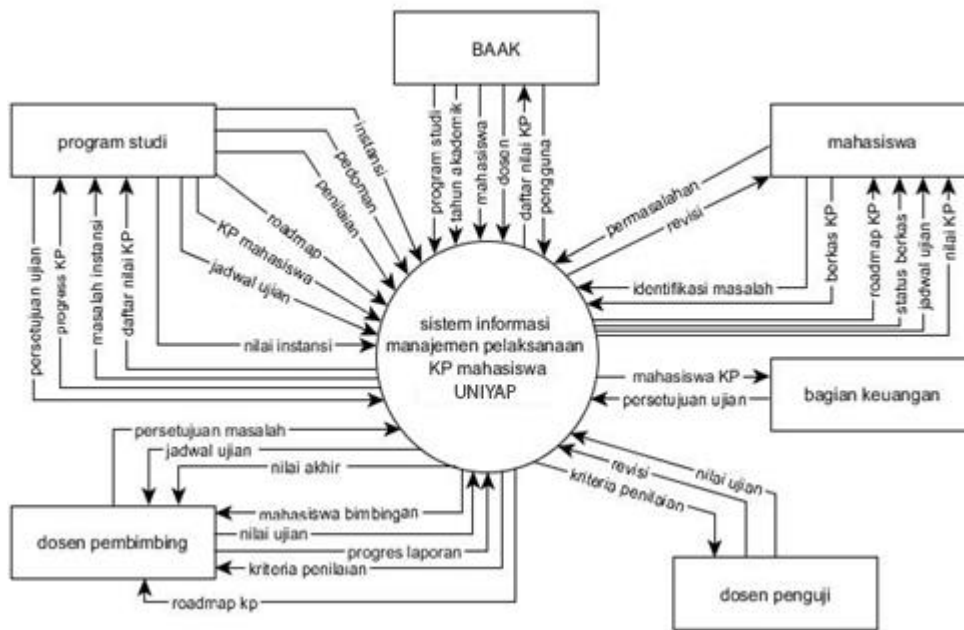 BAAK
program studi
mahasiswa
instansi
pedoman
penilaian
roadmap
KP mahasiswa
jadwal ujian
nilai instansi
persetujuan ujian
progress KP
masalah instansi
daftar nilai KP
program studi
tahun akademik
mahasiswa
dosen
daftar nilai KP
pengguna
permasalahan
revisi
identifikasi masalah
berkas KP
roadmap KP
status berkas
jadwal ujian
nilai KP
sistem informasi
manajemen pelaksanaan
KP mahasiswa
UNIYAP
mahasiswa KP
persetujuan ujian
bagian keuangan
persetujuan masalah
jadwal ujian
nilai akhir
mahasiswa bimbingan
nilai ujian
progres laporan
kriteria penilaian
roadmap kp
dosen pembimbing
nilai ujian
revisi
kriteria penilaian
dosen penguji